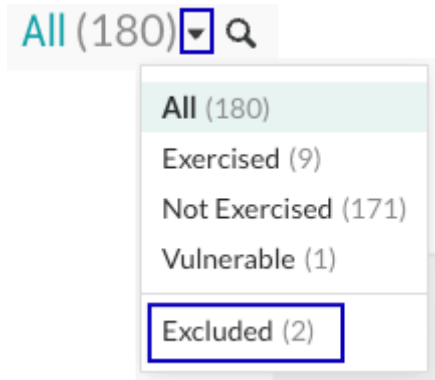 All (180)
All (180)
Exercised (9)
Not Exercised (171)
Vulnerable (1)
Excluded (2)